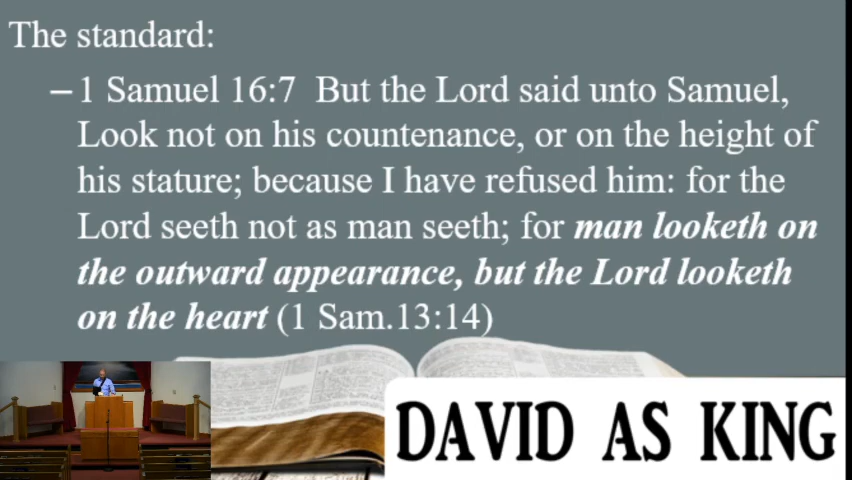 The standard:
–1 Samuel 16:7 But the Lord said unto Samuel,
Look not on his countenance, or on the height of
his stature; because I have refused him: for the
Lord seeth not as man seeth; for man looketh on
the outward appearance, but the Lord looketh
on the heart (1 Sam.13:14)
DAVID AS KING